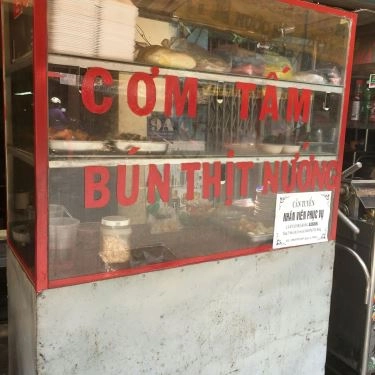 CƠM TẤM
BÚN THỊT NƯỚNG
CẦN TUYỂN
NHÂN VIÊN PHỤC VỤ